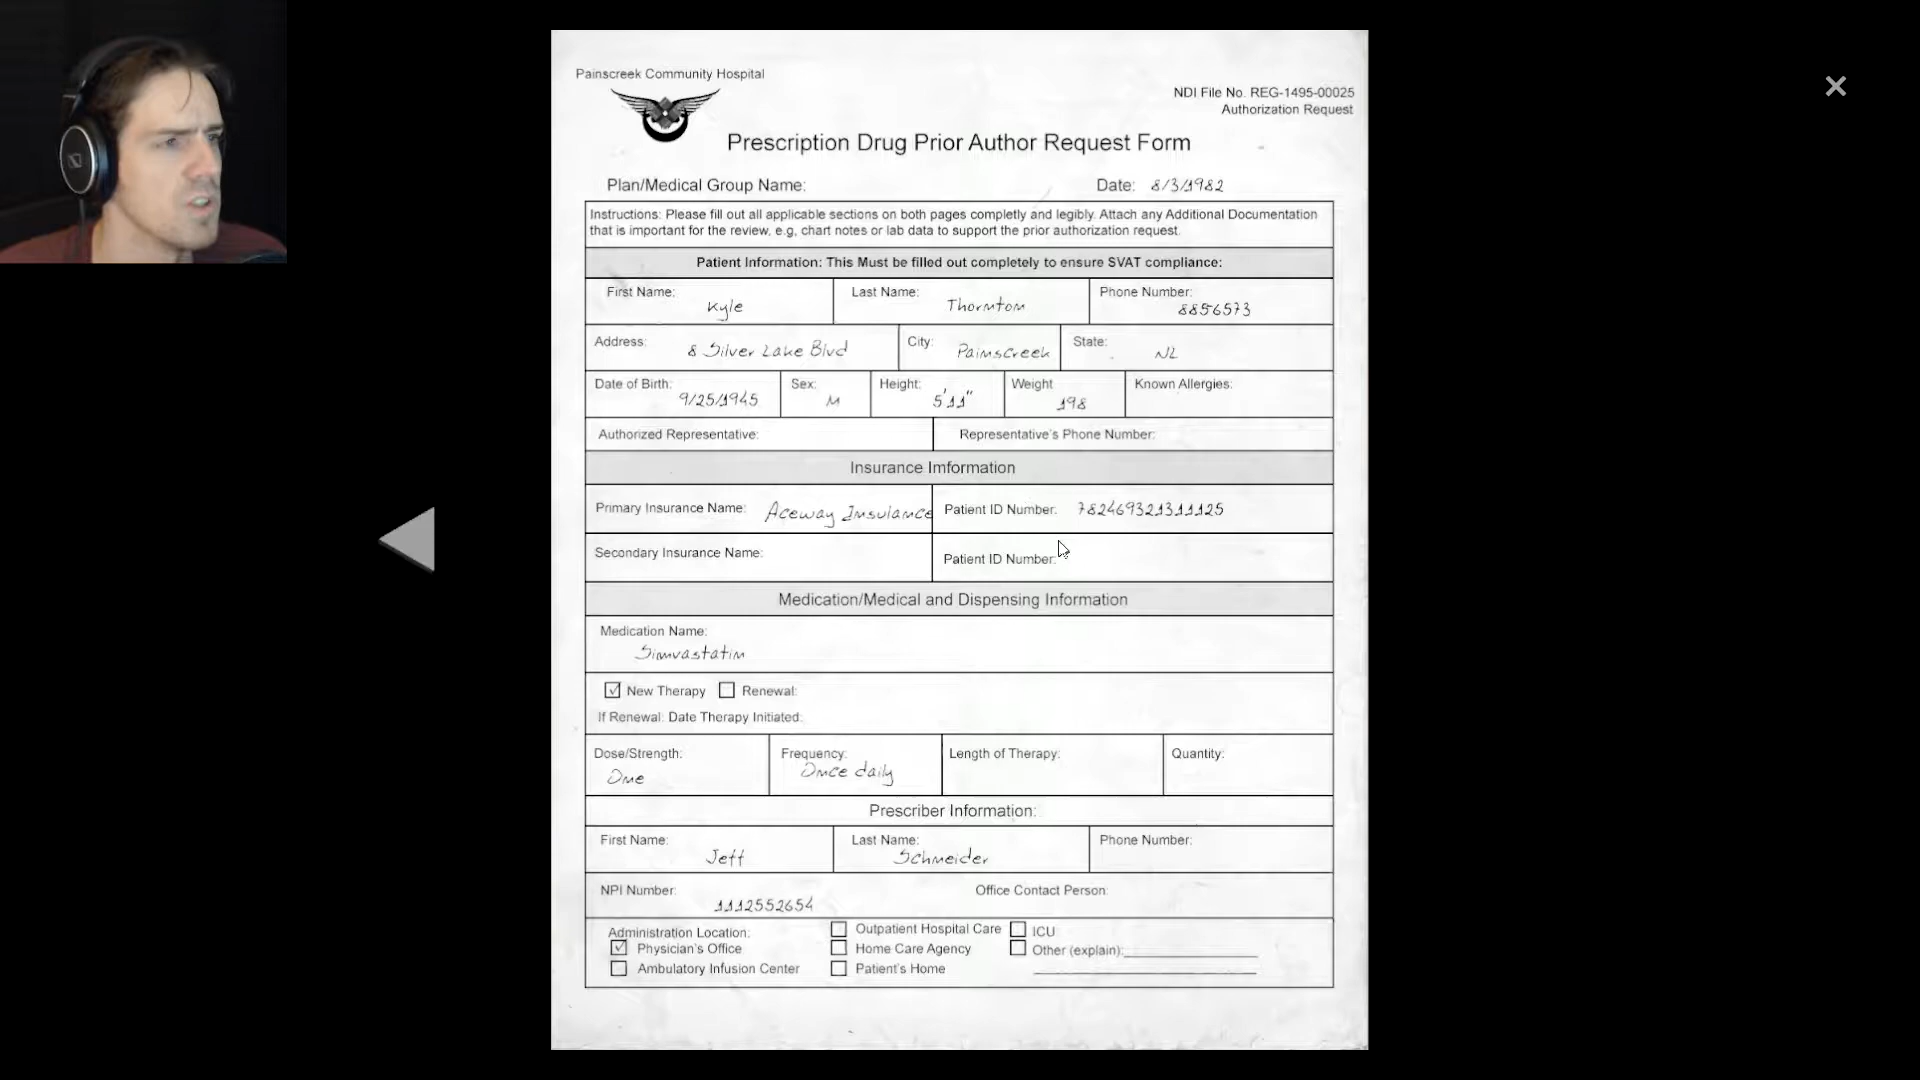 Painscreek Community Hospital
NDI File No. REG-1495-00025
Authorization Request
Prescription Drug Prior Author Request Form
Plan/Medical Group Name:
Date: 8/3/1982
Instructions: Please fill out all applicable sections on both pages completly and legibly. Attach any Additional Documentation
that is important for the review, e.g, chart notes or lab data to support the prior authorization request.
Patient Information: This Must be filled out completely to ensure SVAT compliance:
First Name: Kyle
Last Name: Thornton
Phone Number: 8856573
Address: 8 Silver Lake Blvd
City: Painscreek
State: NL
Date of Birth: 9/25/1945
Sex: M
Height: 5'11"
Weight 198
Known Allergies:
Authorized Representative:
Representative's Phone Number:
Insurance Imformation
Primary Insurance Name: Aceway Insulance
Patient ID Number: 782469321311125
Secondary Insurance Name:
Patient ID Number:
Medication/Medical and Dispensing Information
Medication Name:
Simvastatin
New Therapy Renewal:
If Renewal: Date Therapy Initiated:
Dose/Strength: One
Frequency: Once daily
Length of Therapy:
Quantity:
Prescriber Information:
First Name: Jeff
Last Name: Schneider
Phone Number:
NPI Number: 1112552654
Office Contact Person:
Administration Location:
Physician's Office
Ambulatory Infusion Center
Outpatient Hospital Care
Home Care Agency
Patient's Home
ICU
Other (explain):